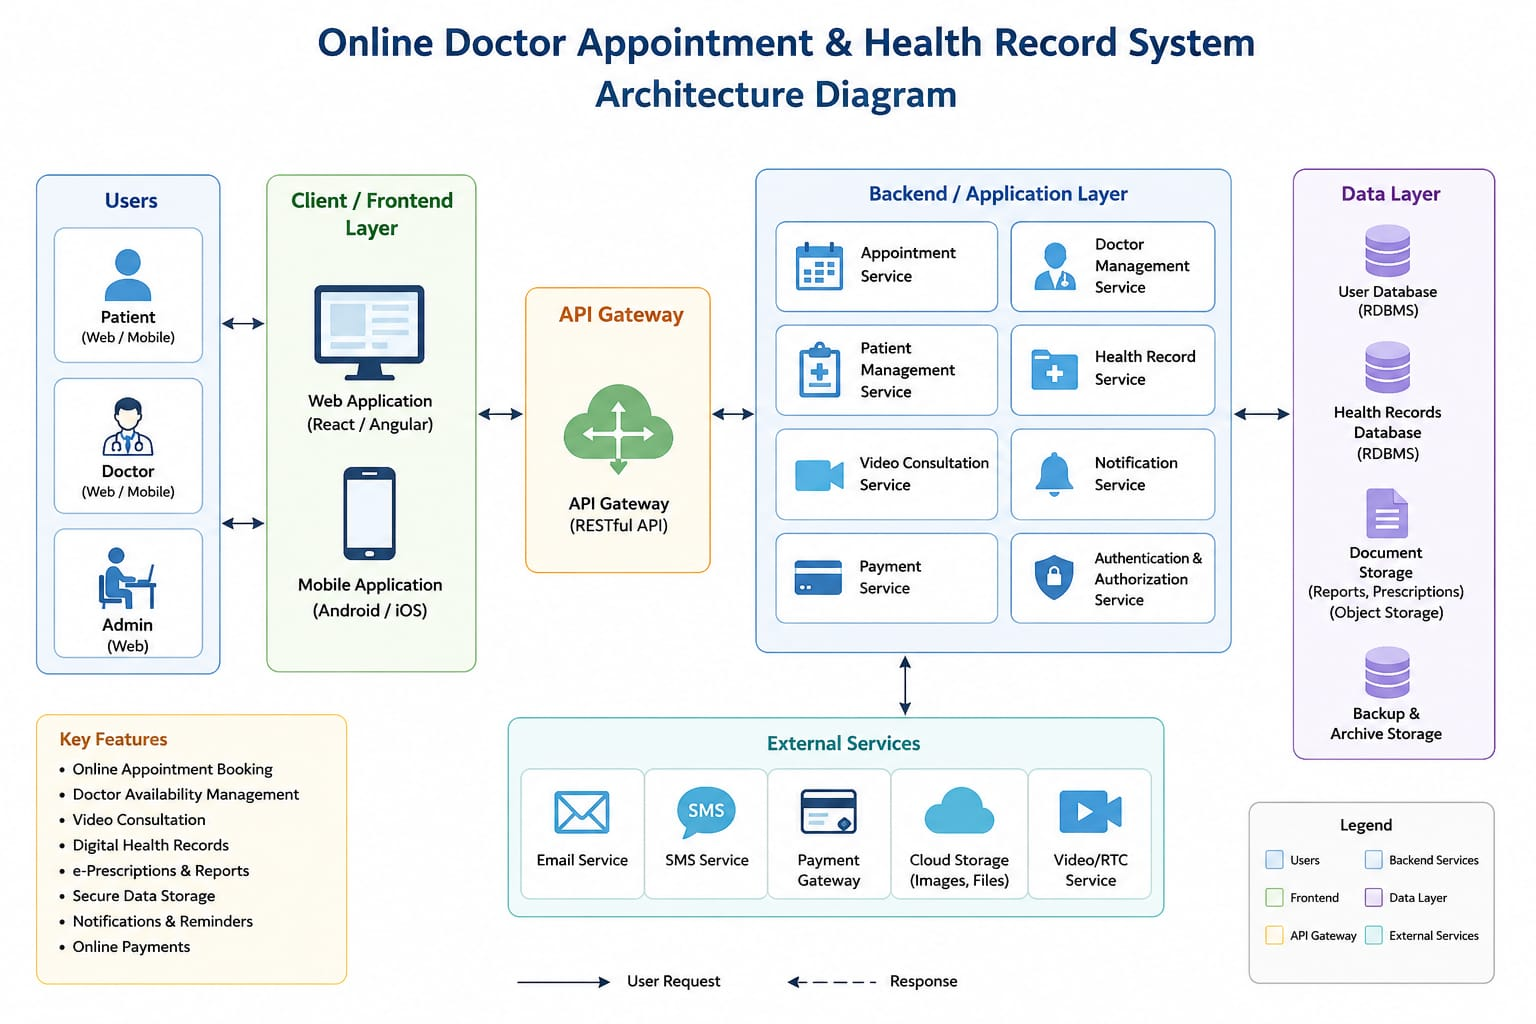 Online Doctor Appointment & Health Record System
Architecture Diagram
Users
Patient
(Web / Mobile)
Doctor
(Web / Mobile)
Admin
(Web)
Client / Frontend
Layer
Web Application
(React / Angular)
Mobile Application
(Android / iOS)
API Gateway
API Gateway
(RESTful API)
Backend / Application Layer
Appointment
Service
Doctor
Management
Service
Patient
Management
Service
Health Record
Service
Video Consultation
Service
Notification
Service
Payment
Service
Authentication &
Authorization
Service
Data Layer
User Database
(RDBMS)
Health Records
Database
(RDBMS)
Document
Storage
(Reports, Prescriptions)
(Object Storage)
Backup &
Archive Storage
Key Features
• Online Appointment Booking
• Doctor Availability Management
• Video Consultation
• Digital Health Records
• e-Prescriptions & Reports
• Secure Data Storage
• Notifications & Reminders
• Online Payments
External Services
Email Service
SMS
SMS Service
Payment
Gateway
Cloud Storage
(Images, Files)
Video/RTC
Service
Legend
Users
Backend Services
Frontend
Data Layer
API Gateway
External Services
User Request
Response